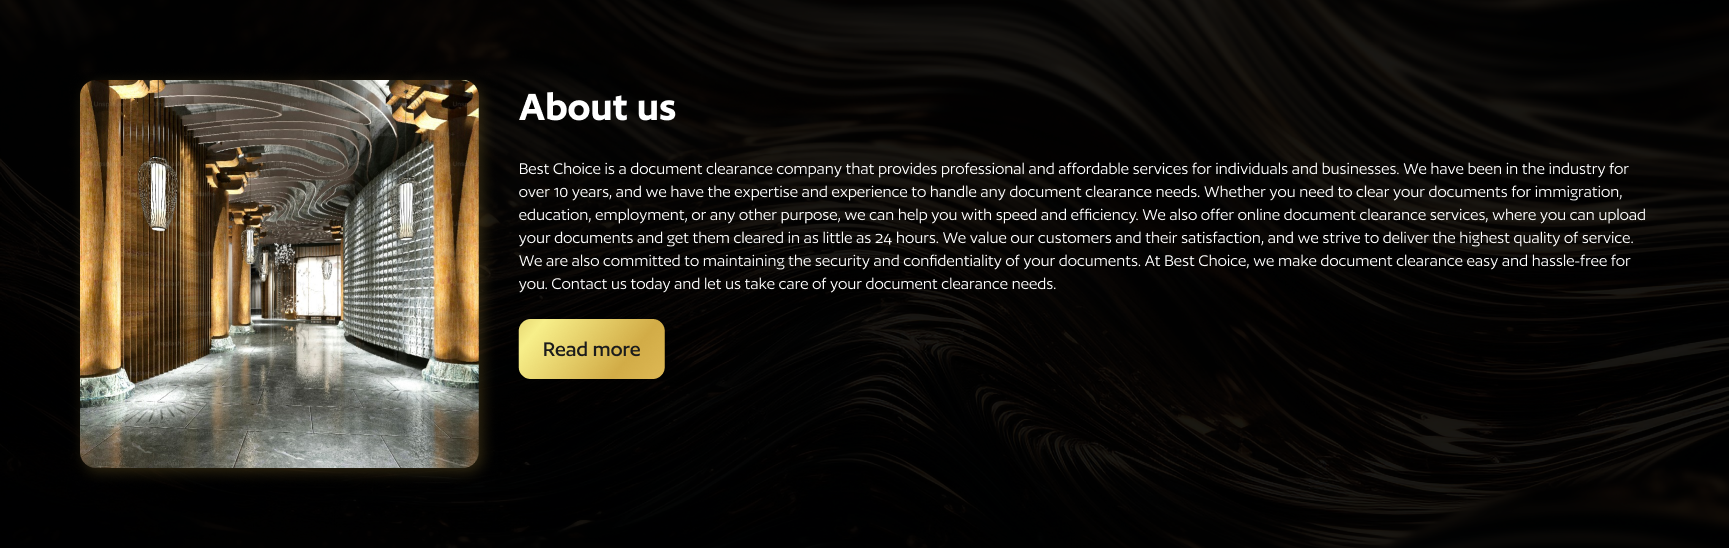 About us
Best Choice is a document clearance company that provides professional and affordable services for individuals and businesses. We have been in the industry for
over 10 years, and we have the expertise and experience to handle any document clearance needs. Whether you need to clear your documents for immigration,
education, employment, or any other purpose, we can help you with speed and efficiency. We also offer online document clearance services, where you can upload
your documents and get them cleared in as little as 24 hours. We value our customers and their satisfaction, and we strive to deliver the highest quality of service.
We are also committed to maintaining the security and confidentiality of your documents. At Best Choice, we make document clearance easy and hassle-free for
you. Contact us today and let us take care of your document clearance needs.
Read more